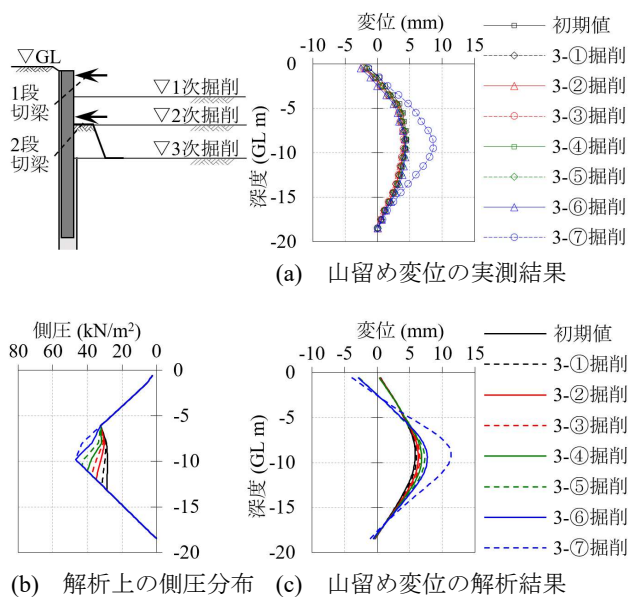 ▽GL
1段
切梁
2段
切梁
▽1次掘削
▽2次掘削
▽3次掘削
変位 (mm)
-10 -5 0 5 10 15
0
-5
-10
-15
-20
深度 (GL m)
初期値
3-①掘削
3-②掘削
3-③掘削
3-④掘削
3-⑤掘削
3-⑥掘削
3-⑦掘削
(a) 山留め変位の実測結果
側圧 (kN/m²)
80 60 40 20 0
0
-5
-10
-15
-20
(b) 解析上の側圧分布
変位 (mm)
-10 -5 0 5 10 15
0
-5
-10
-15
-20
深度 (GL m)
初期値
3-①掘削
3-②掘削
3-③掘削
3-④掘削
3-⑤掘削
3-⑥掘削
3-⑦掘削
(c) 山留め変位の解析結果